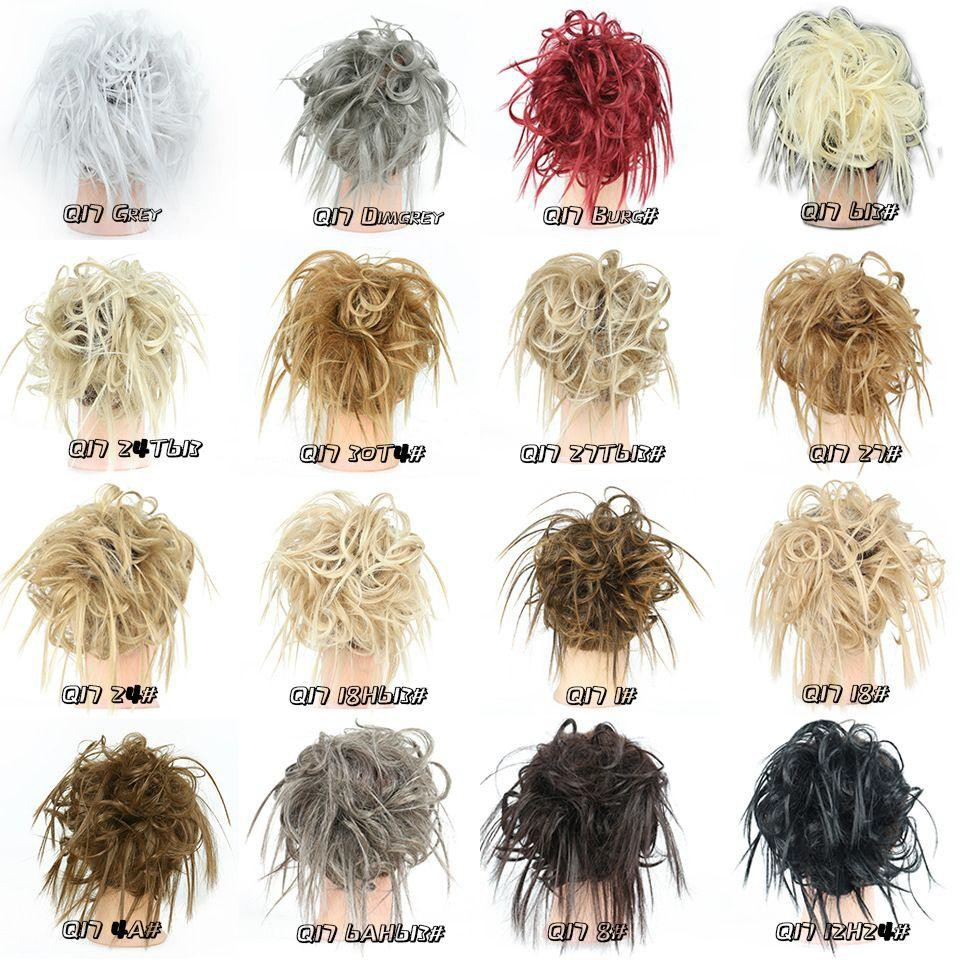 Q17 Grey
Q17 Dimgrey
Q17 Burg#
Q17 613#
Q17 24T613
Q17 30T4#
Q17 27T613#
Q17 27#
Q17 24#
Q17 18H613#
Q17 1#
Q17 18#
Q17 4A#
Q17 6AH613#
Q17 8#
Q17 12H24#